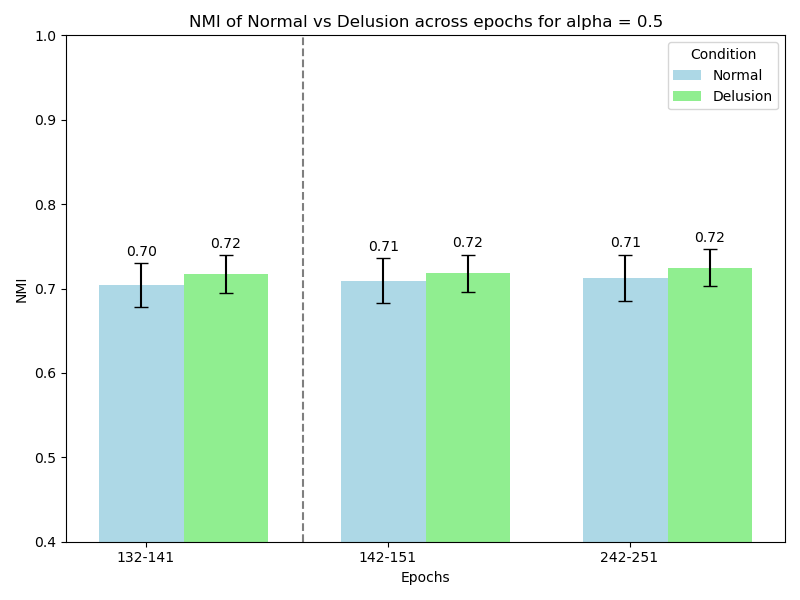 NMI of Normal vs Delusion across epochs for alpha = 0.5
1.0
0.9
0.8
0.7
0.6
0.5
0.4
NMI
Condition
Normal
Delusion
0.70
0.72
0.71
0.72
0.71
0.72
132-141
142-151
242-251
Epochs